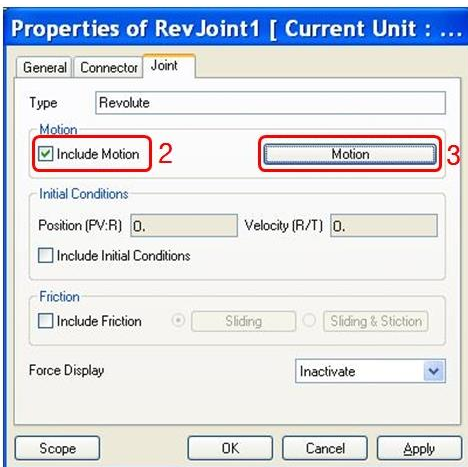 Properties of RevJoint1 [ Current Unit : ...
General Connector Joint
Type Revolute
Motion
Include Motion 2 Motion 3
Initial Conditions
Position (PV:R) 0. Velocity (R/T) 0.
Include Initial Conditions
Friction
Include Friction Sliding Sliding & Stiction
Force Display Inactivate
Scope OK Cancel Apply